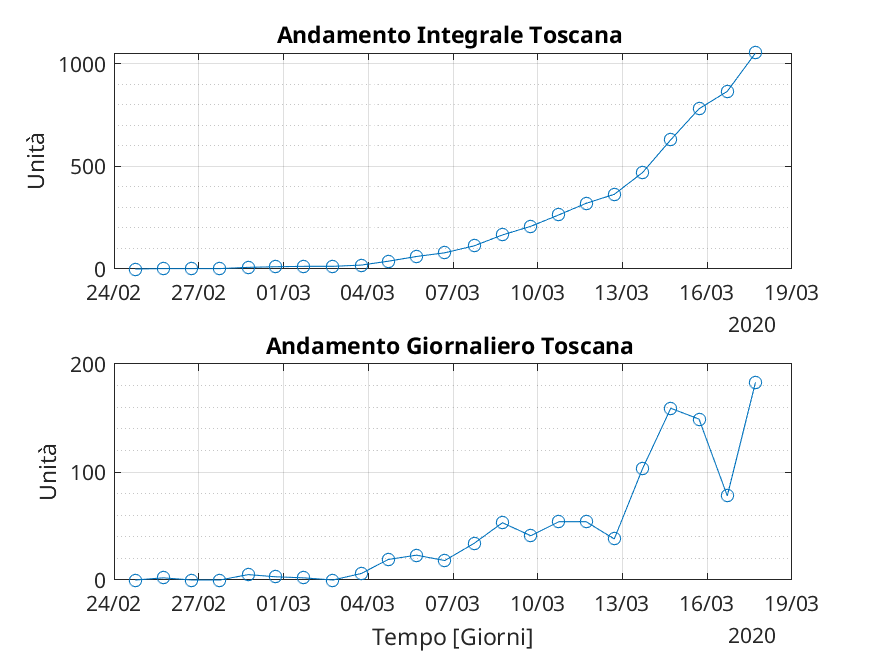 Andamento Integrale Toscana
1000
500
0
Unità
24/02 27/02 01/03 04/03 07/03 10/03 13/03 16/03 19/03
2020
Andamento Giornaliero Toscana
200
100
0
Unità
24/02 27/02 01/03 04/03 07/03 10/03 13/03 16/03 19/03
Tempo [Giorni] 2020